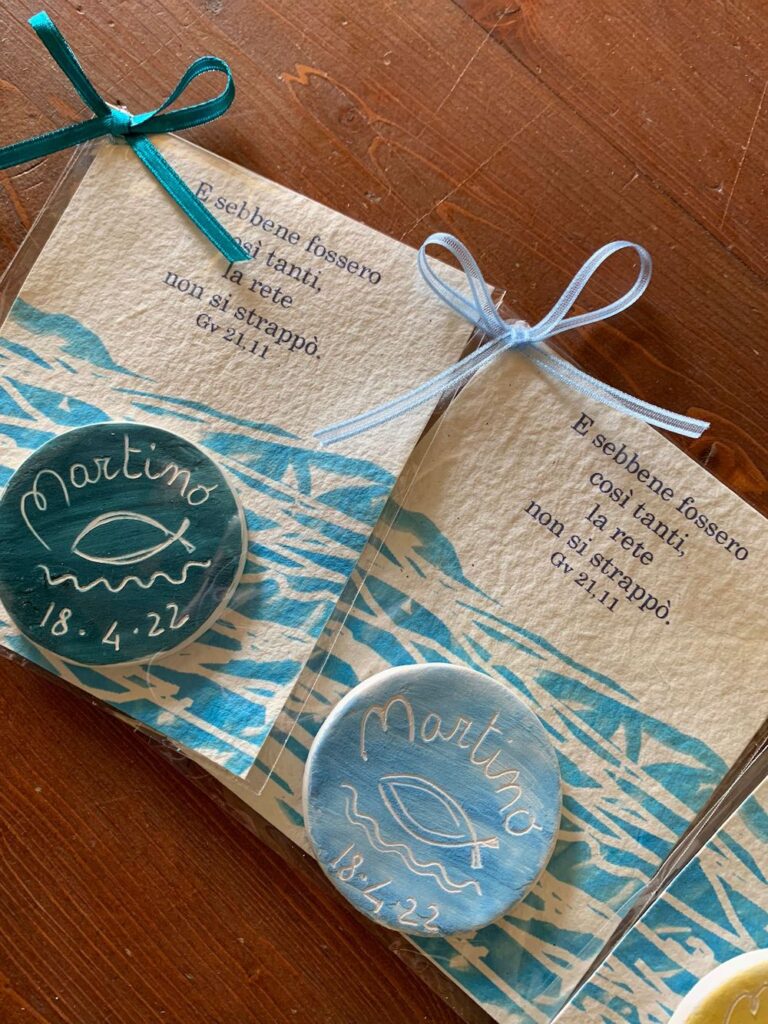 E sebbene fossero
così tanti,
la rete
non si strappò.
Gv 21,11
Martino
18.4.22
E sebbene fossero
così tanti,
la rete
non si strappò.
Gv 21,11
Martino
18.4.22